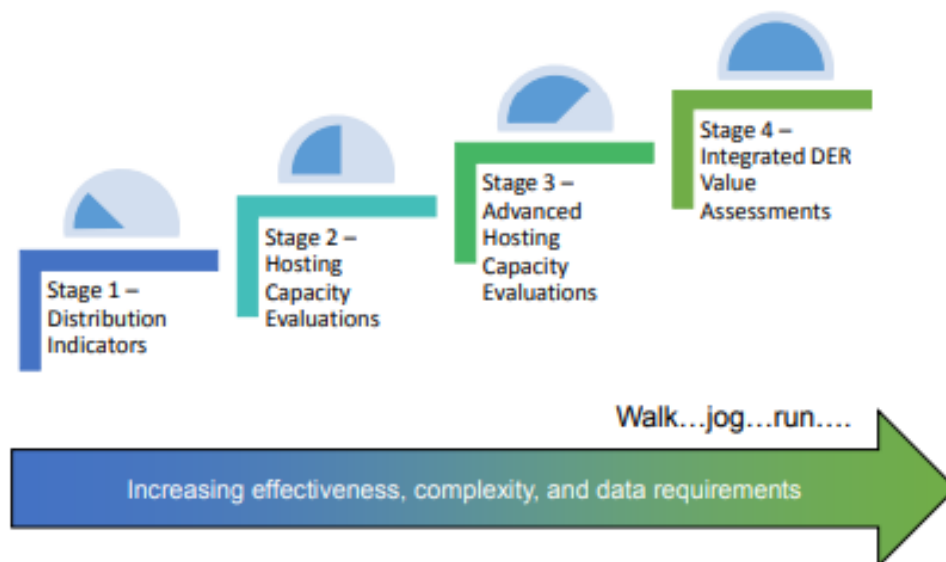 Stage 1 –
Distribution
Indicators
Stage 2 –
Hosting
Capacity
Evaluations
Stage 3 –
Advanced
Hosting
Capacity
Evaluations
Stage 4 –
Integrated DER
Value
Assessments
Walk...jog...run....
Increasing effectiveness, complexity, and data requirements